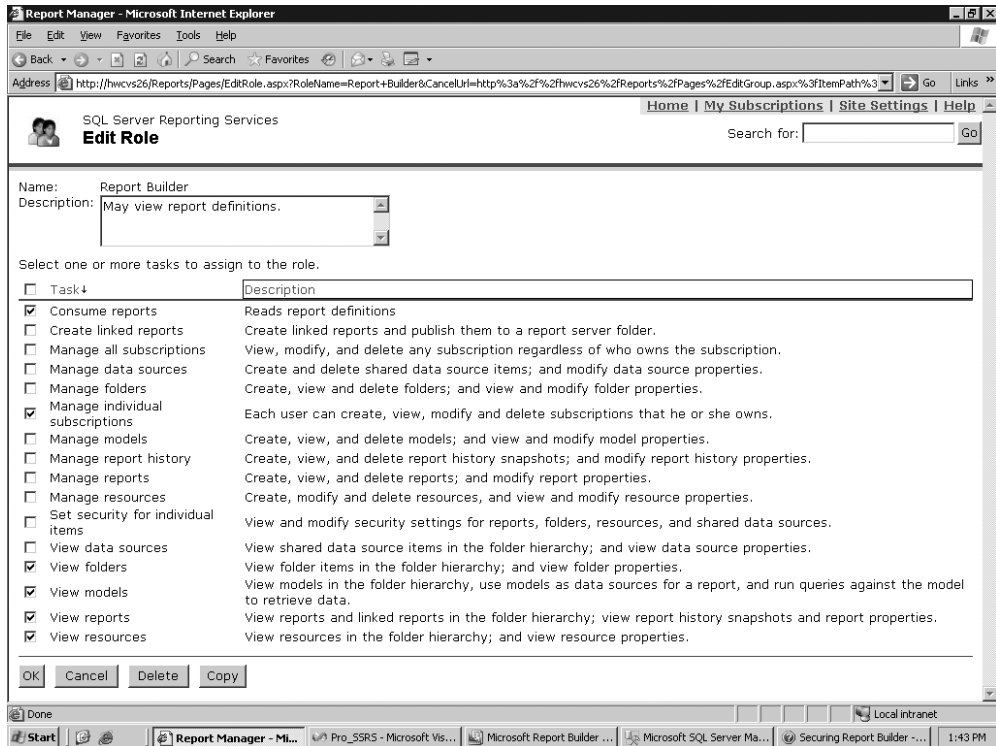 Report Manager - Microsoft Internet Explorer
File Edit View Favorites Tools Help
Back Search Favorites
Address http://hwcvs26/Reports/Pages/EditRole.aspx?RoleName=Report+Builder&CancelUrl=http%3a%2f%2fhwcvs26%2fReports%2fPages%2fEditGroup.aspx%3fItemPath%3 Go Links »
Home | My Subscriptions | Site Settings | Help
SQL Server Reporting Services
Edit Role
Search for: Go
Name: Report Builder
Description: May view report definitions.
Select one or more tasks to assign to the role.
Task↓ Description
Consume reports Reads report definitions
Create linked reports Create linked reports and publish them to a report server folder.
Manage all subscriptions View, modify, and delete any subscription regardless of who owns the subscription.
Manage data sources Create and delete shared data source items; and modify data source properties.
Manage folders Create, view and delete folders; and view and modify folder properties.
Manage individual subscriptions Each user can create, view, modify and delete subscriptions that he or she owns.
Manage models Create, view, and delete models; and view and modify model properties.
Manage report history Create, view, and delete report history snapshots; and modify report history properties.
Manage reports Create, view, and delete reports; and modify report properties.
Manage resources Create, modify and delete resources, and view and modify resource properties.
Set security for individual items View and modify security settings for reports, folders, resources, and shared data sources.
View data sources View shared data source items in the folder hierarchy; and view data source properties.
View folders View folder items in the folder hierarchy; and view folder properties.
View models View models in the folder hierarchy, use models as data sources for a report, and run queries against the model to retrieve data.
View reports View reports and linked reports in the folder hierarchy; view report history snapshots and report properties.
View resources View resources in the folder hierarchy; and view resource properties.
OK Cancel Delete Copy
Done Local intranet
Start Report Manager - Mi... Pro_SSRS - Microsoft Vis... Microsoft Report Builder ... Microsoft SQL Server Ma... Securing Report Builder -... 1:43 PM